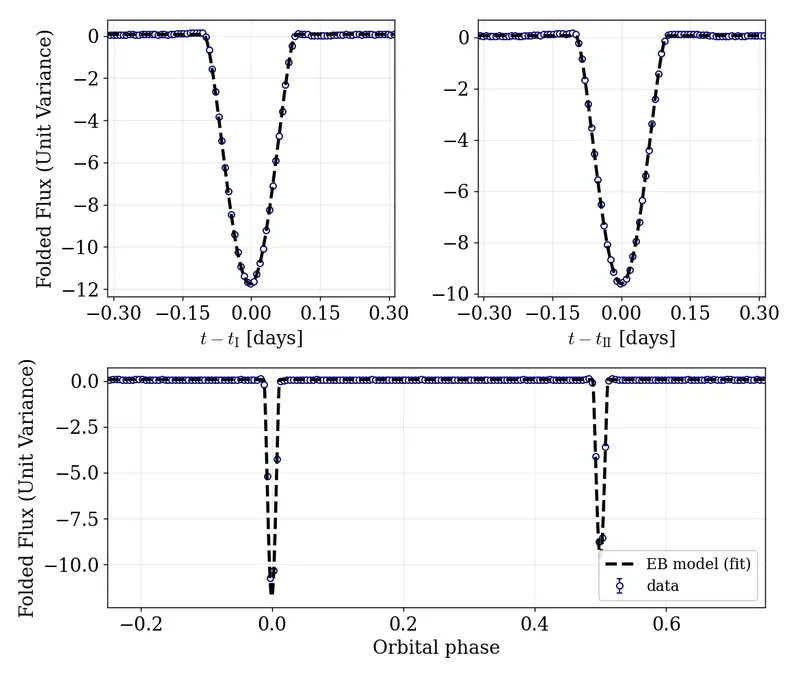 Folded Flux (Unit Variance)
0
−2
−4
−6
−8
−10
−12
−0.30 −0.15 0.00 0.15 0.30
t − tI [days]
0
−2
−4
−6
−8
−10
−0.30 −0.15 0.00 0.15 0.30
t − tII [days]
Folded Flux (Unit Variance)
0.0
−2.5
−5.0
−7.5
−10.0
−0.2 0.0 0.2 0.4 0.6
Orbital phase
EB model (fit)
data